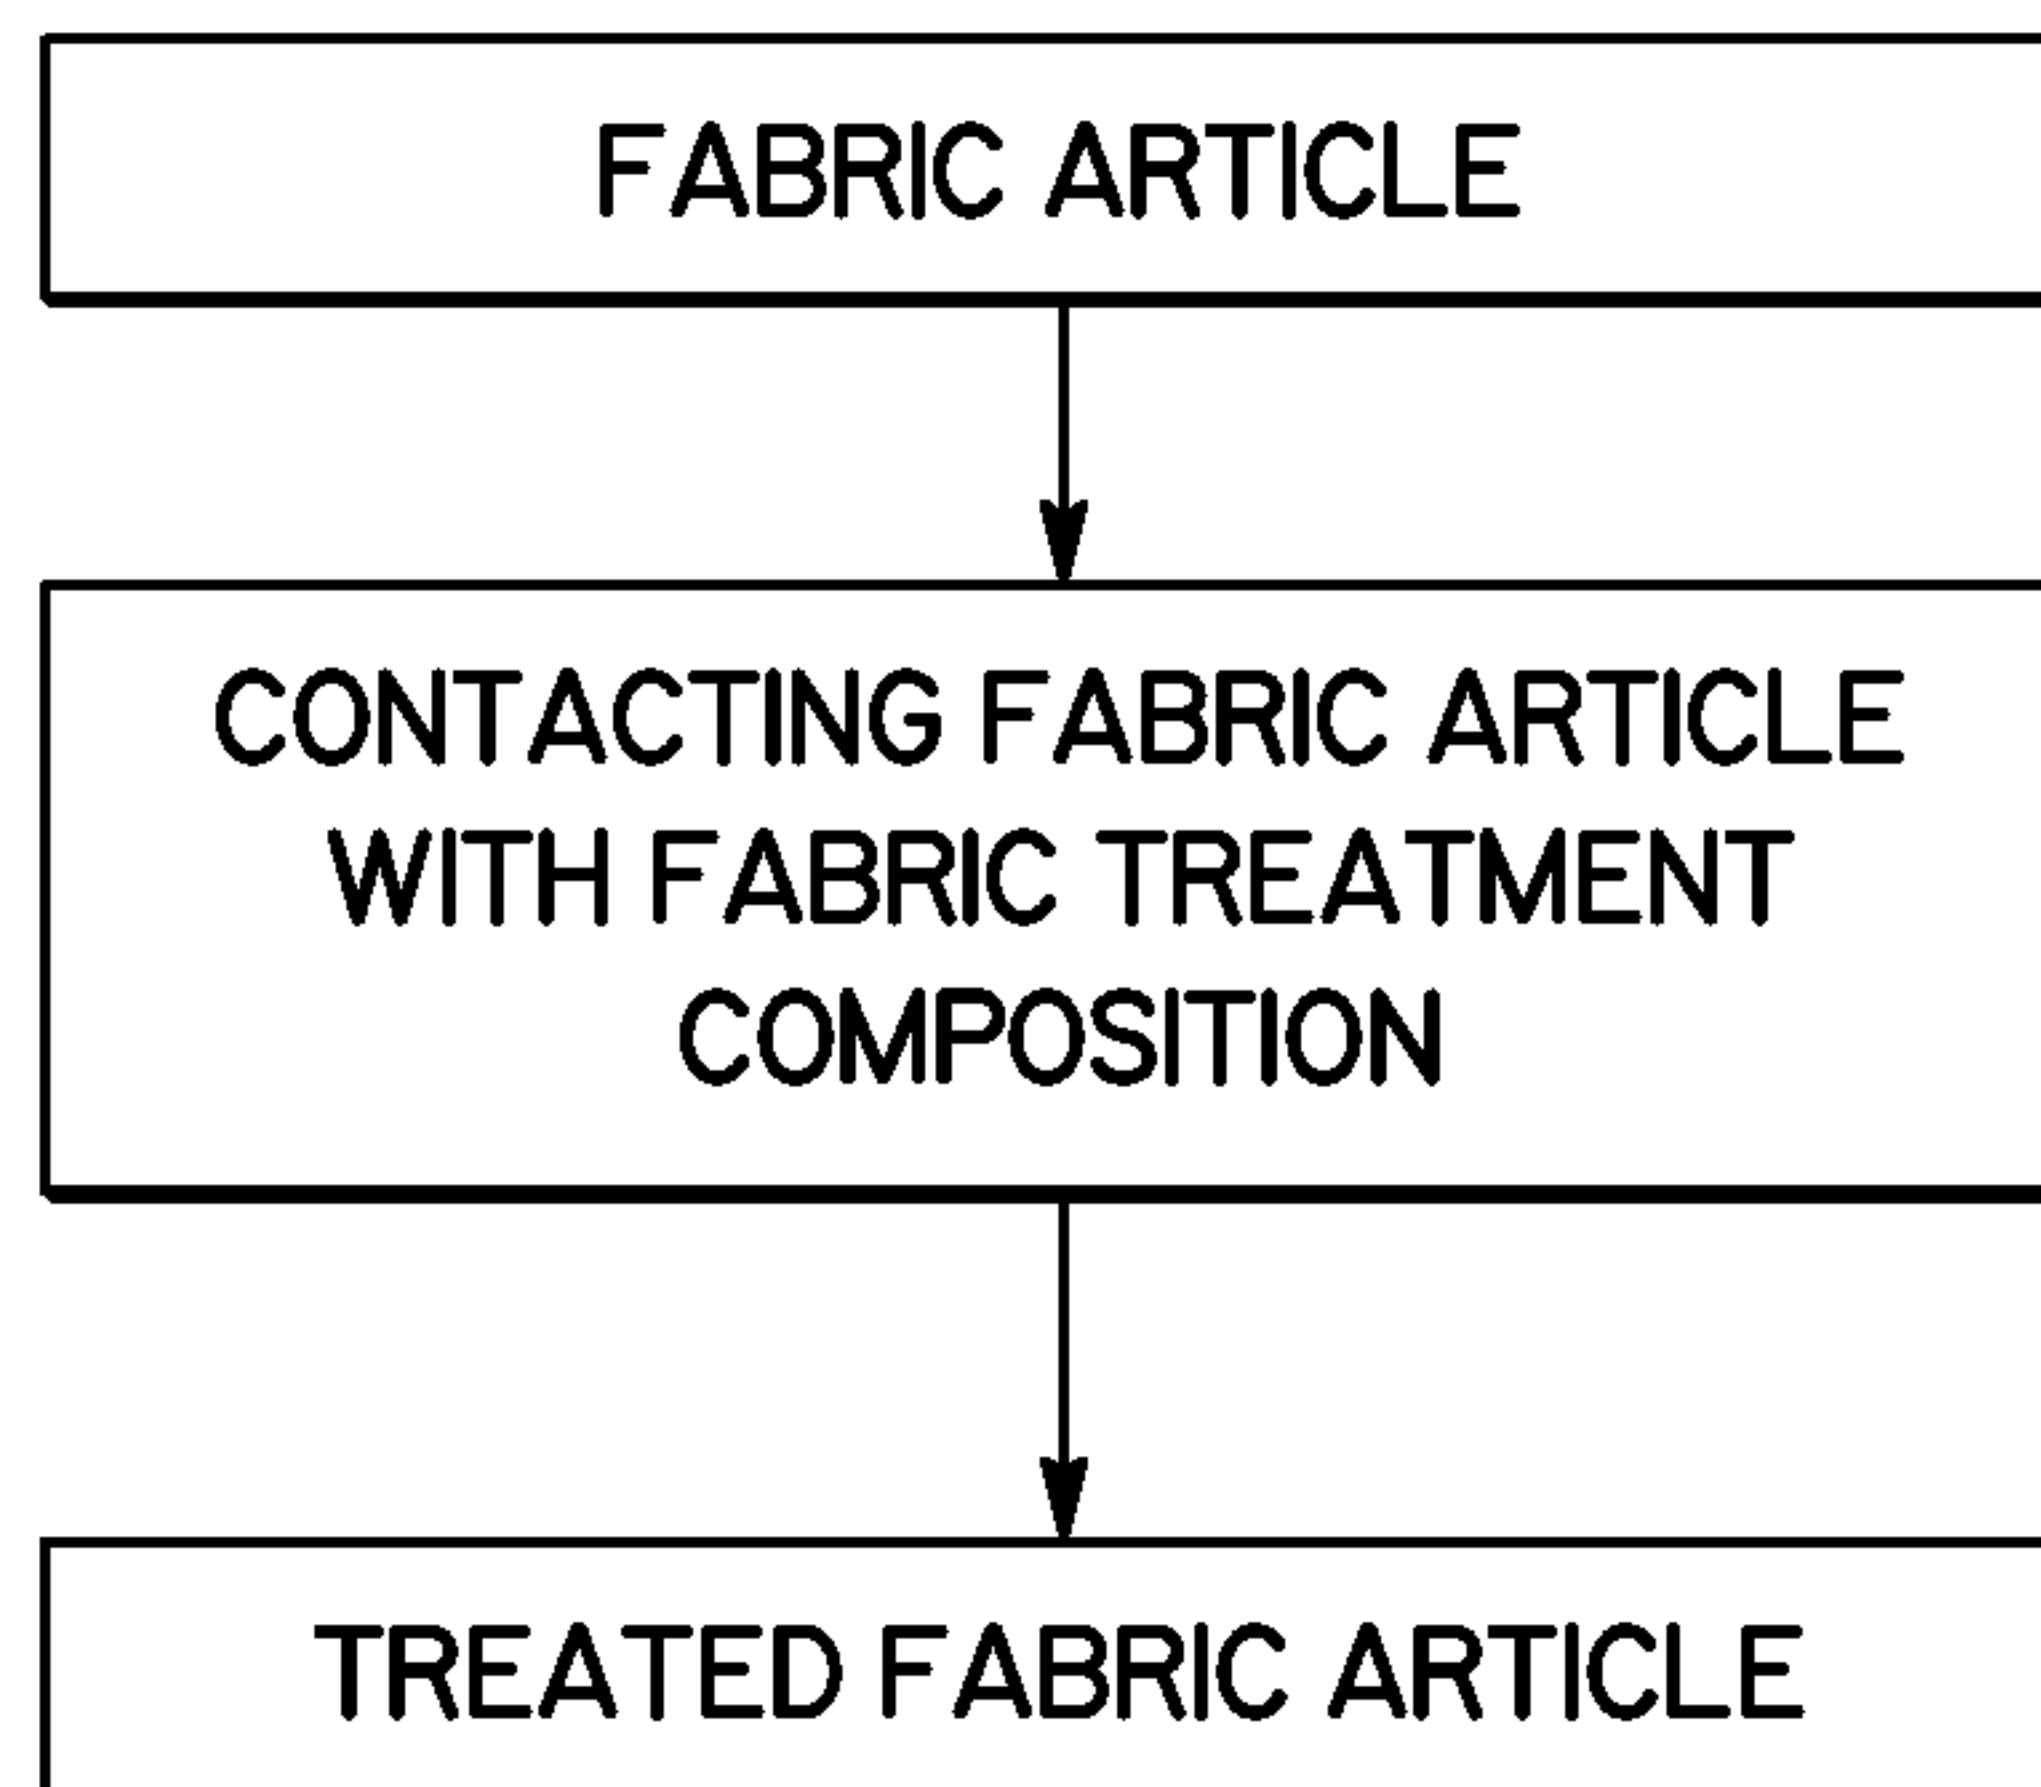 FABRIC ARTICLE
CONTACTING FABRIC ARTICLE
WITH FABRIC TREATMENT
COMPOSITION
TREATED FABRIC ARTICLE